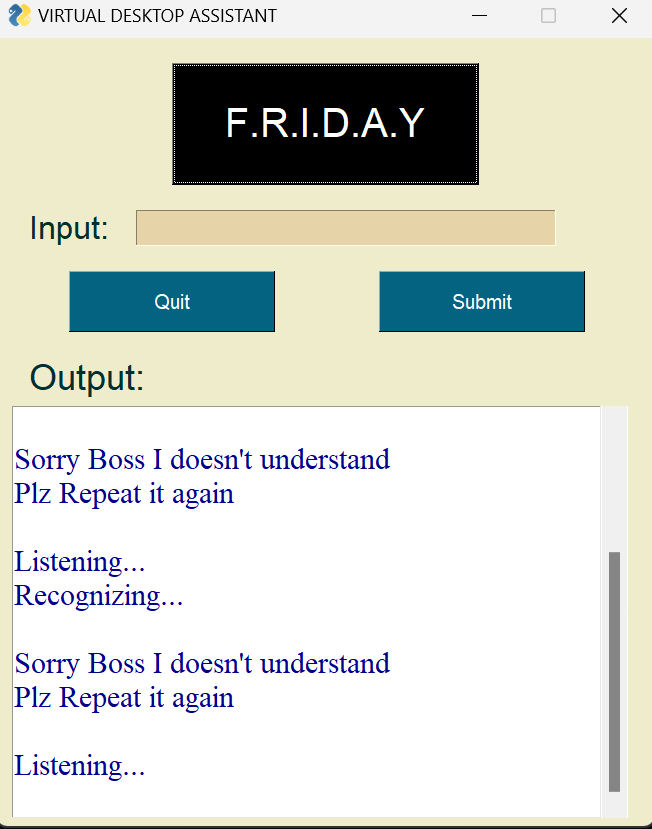 VIRTUAL DESKTOP ASSISTANT
F.R.I.D.A.Y
Input:
Quit Submit
Output:
Sorry Boss I doesn't understand
Plz Repeat it again
Listening...
Recognizing...
Sorry Boss I doesn't understand
Plz Repeat it again
Listening...